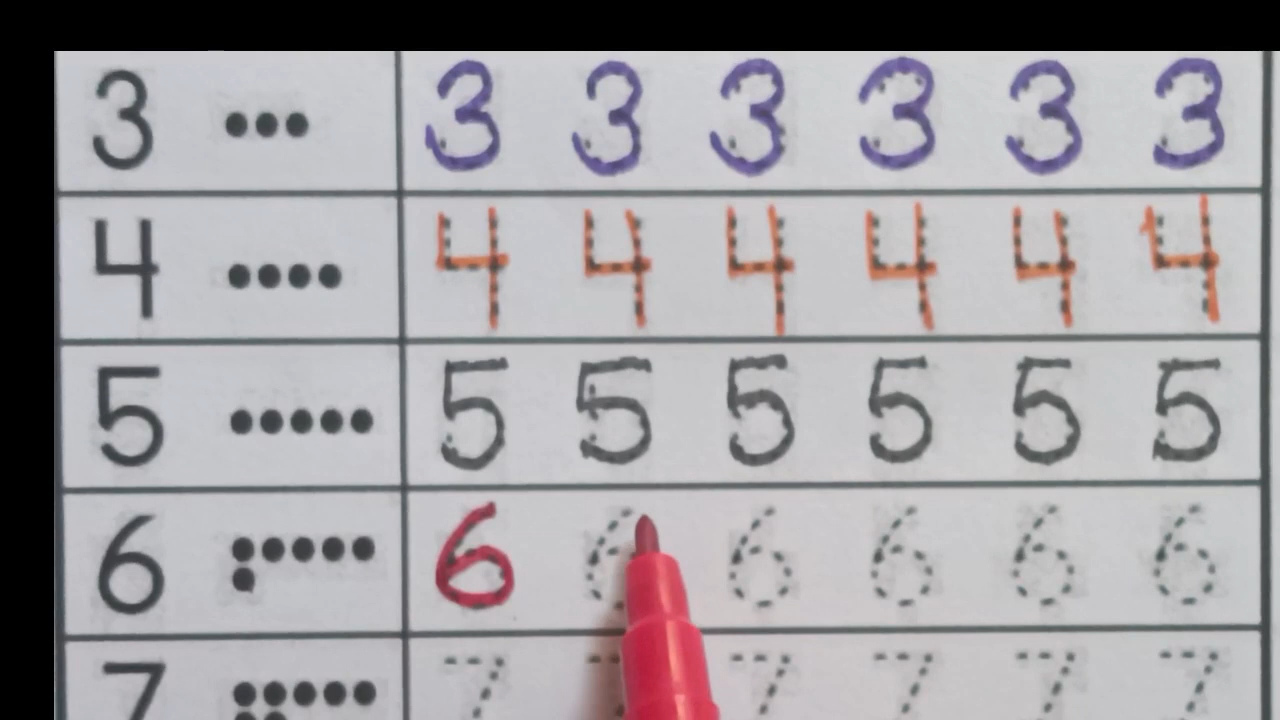 3 3 3 3 3 3 3
4 4 4 4 4 4 4
5 5 5 5 5 5 5
6 6 6 6 6 6 6
7 7 7 7 7 7 7